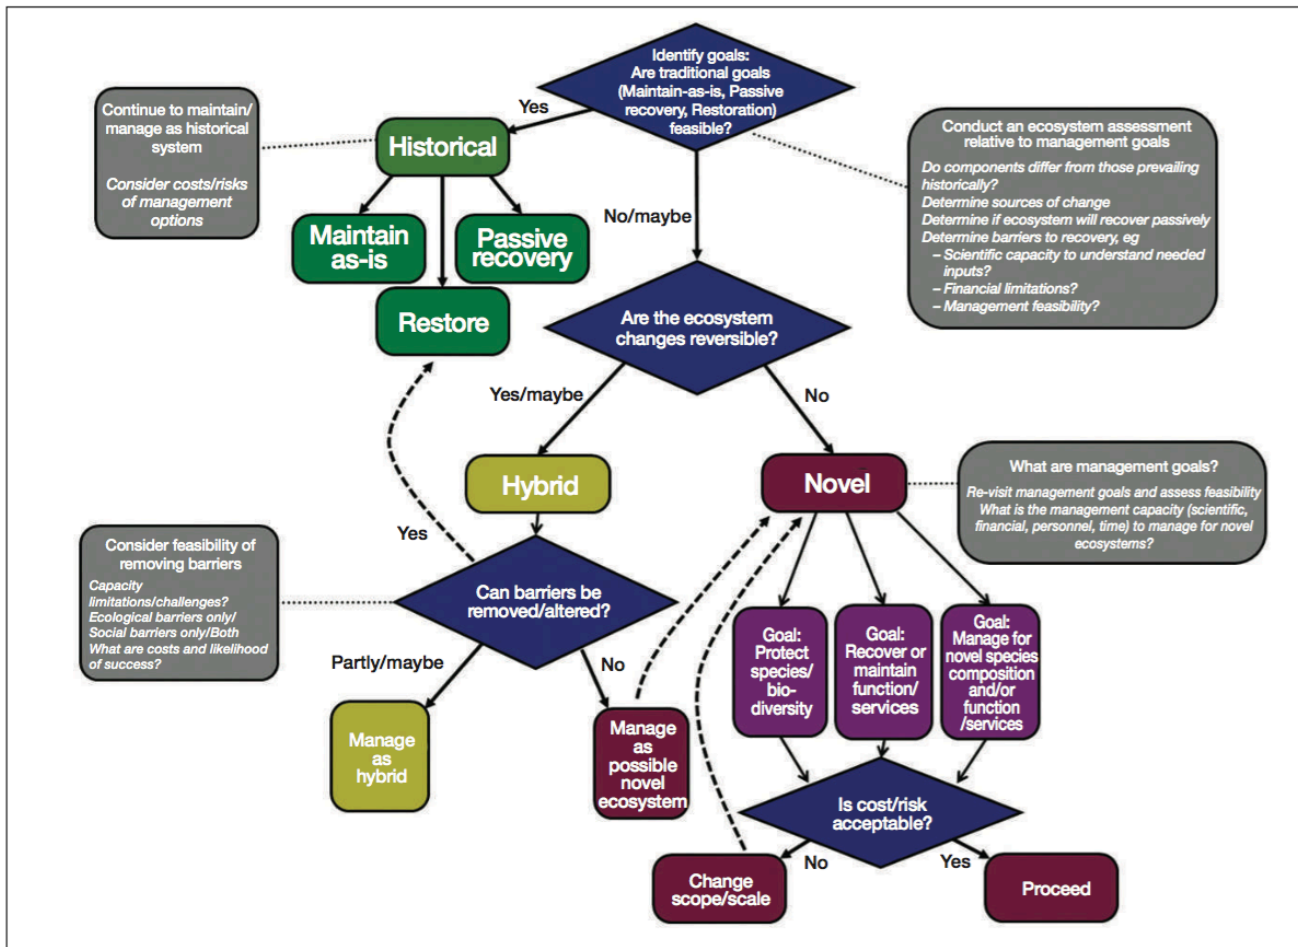 Identify goals:
Are traditional goals
(Maintain-as-is, Passive
recovery, Restoration)
feasible?
Yes
Continue to maintain/
manage as historical
system
Consider costs/risks
of management
options
Historical
Conduct an ecosystem assessment
relative to management goals
Do components differ from those prevailing
historically?
Determine sources of change
Determine if ecosystem will recover passively
Determine barriers to recovery, eg
– Scientific capacity to understand needed
inputs?
– Financial limitations?
– Management feasibility?
No/maybe
Maintain
as-is
Passive
recovery
Restore
Are the ecosystem
changes reversible?
Yes/maybe
No
Hybrid
Novel
What are management goals?
Re-visit management goals and assess feasibility
What is the management capacity (scientific,
financial, personnel, time) to manage for novel
ecosystems?
Yes
Consider feasibility of
removing barriers
Capacity
limitations/challenges?
Ecological barriers only/
Social barriers only/Both
What are costs and likelihood
of success?
Can barriers be
removed/altered?
Partly/maybe
No
Goal:
Protect
species/
bio-
diversity
Goal:
Recover or
maintain
function/
services
Goal:
Manage for
novel species
composition
and/or
function
/services
Manage
as
hybrid
Manage
as
possible
novel
ecosystem
Is cost/risk
acceptable?
No
Yes
Change
scope/scale
Proceed